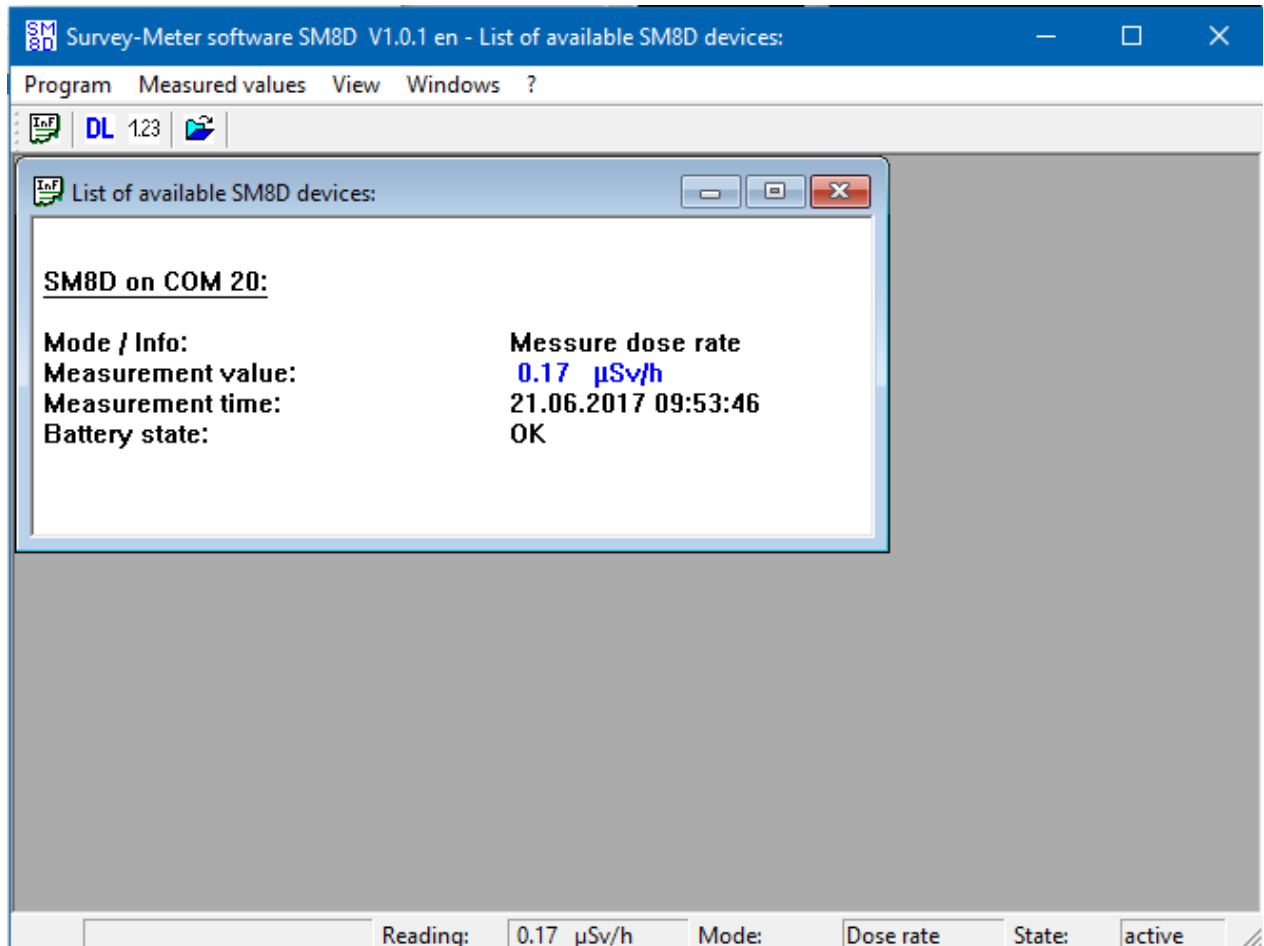 SM8D Survey-Meter software SM8D V1.0.1 en - List of available SM8D devices:
Program Measured values View Windows ?
InF DL 1.23
InF List of available SM8D devices:
SM8D on COM 20:
Mode / Info: Messure dose rate
Measurement value: 0.17 µSv/h
Measurement time: 21.06.2017 09:53:46
Battery state: OK
Reading: 0.17 µSv/h Mode: Dose rate State: active